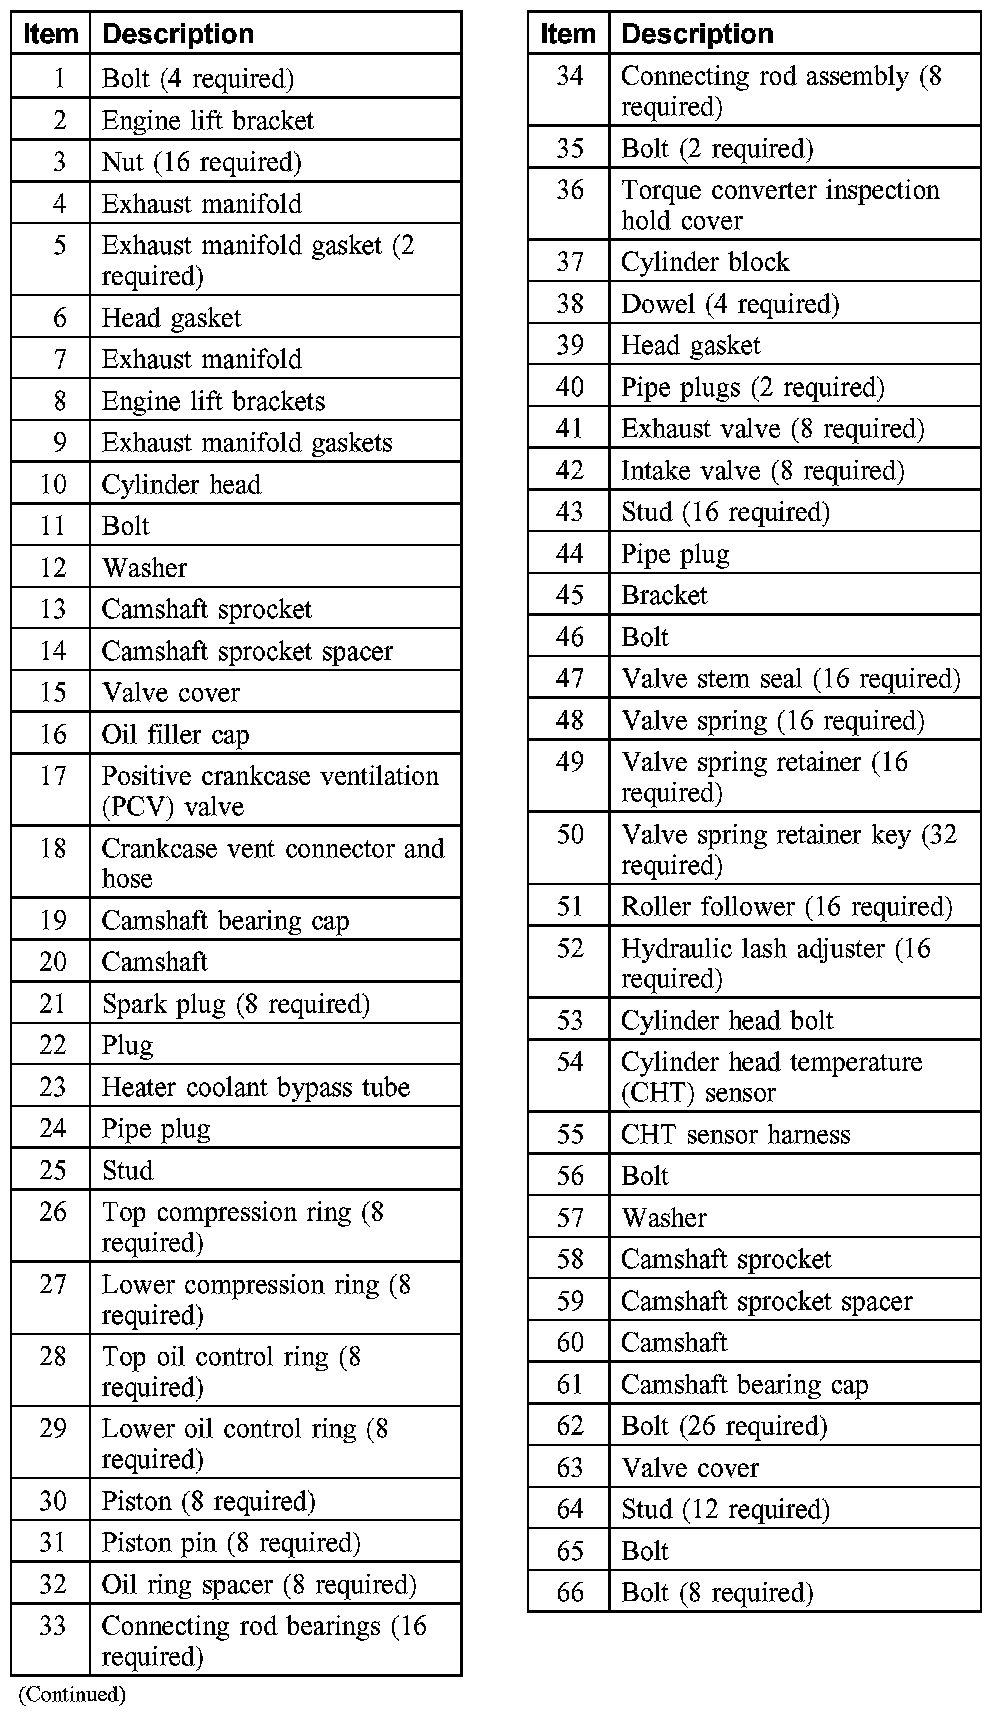 Item Description
1 Bolt (4 required)
2 Engine lift bracket
3 Nut (16 required)
4 Exhaust manifold
5 Exhaust manifold gasket (2
required)
6 Head gasket
7 Exhaust manifold
8 Engine lift brackets
9 Exhaust manifold gaskets
10 Cylinder head
11 Bolt
12 Washer
13 Camshaft sprocket
14 Camshaft sprocket spacer
15 Valve cover
16 Oil filler cap
17 Positive crankcase ventilation
(PCV) valve
18 Crankcase vent connector and
hose
19 Camshaft bearing cap
20 Camshaft
21 Spark plug (8 required)
22 Plug
23 Heater coolant bypass tube
24 Pipe plug
25 Stud
26 Top compression ring (8
required)
27 Lower compression ring (8
required)
28 Top oil control ring (8
required)
29 Lower oil control ring (8
required)
30 Piston (8 required)
31 Piston pin (8 required)
32 Oil ring spacer (8 required)
33 Connecting rod bearings (16
required)
(Continued)
Item Description
34 Connecting rod assembly (8
required)
35 Bolt (2 required)
36 Torque converter inspection
hold cover
37 Cylinder block
38 Dowel (4 required)
39 Head gasket
40 Pipe plugs (2 required)
41 Exhaust valve (8 required)
42 Intake valve (8 required)
43 Stud (16 required)
44 Pipe plug
45 Bracket
46 Bolt
47 Valve stem seal (16 required)
48 Valve spring (16 required)
49 Valve spring retainer (16
required)
50 Valve spring retainer key (32
required)
51 Roller follower (16 required)
52 Hydraulic lash adjuster (16
required)
53 Cylinder head bolt
54 Cylinder head temperature
(CHT) sensor
55 CHT sensor harness
56 Bolt
57 Washer
58 Camshaft sprocket
59 Camshaft sprocket spacer
60 Camshaft
61 Camshaft bearing cap
62 Bolt (26 required)
63 Valve cover
64 Stud (12 required)
65 Bolt
66 Bolt (8 required)